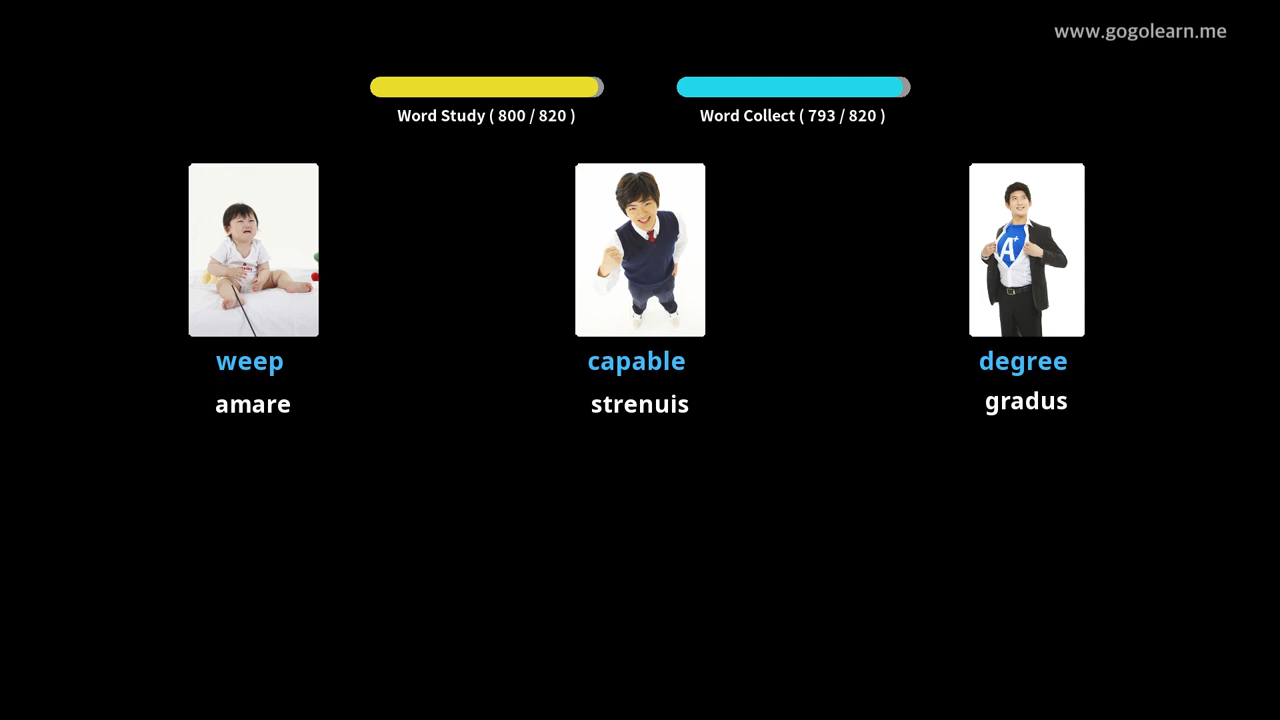 www.gogolearn.me
Word Study ( 800 / 820 )
Word Collect ( 793 / 820 )
A+
weep
capable
degree
amare
strenuis
gradus